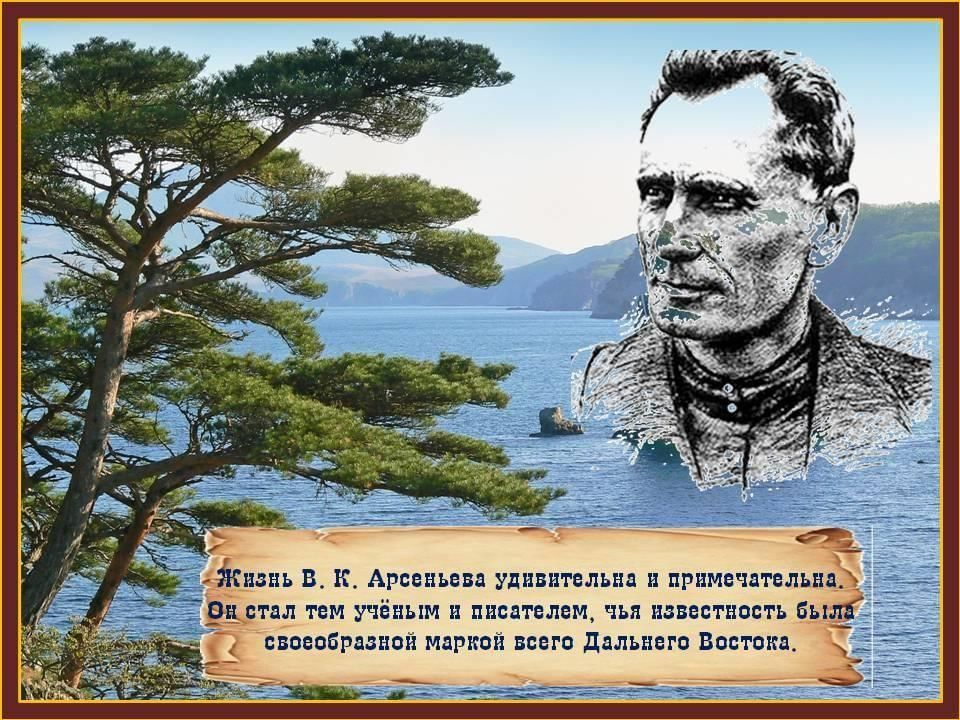 Жизнь В. К. Арсеньева удивительна и примечательна.
Он стал тем учёным и писателем, чья известность была
своеобразной маркой всего Дальнего Востока.